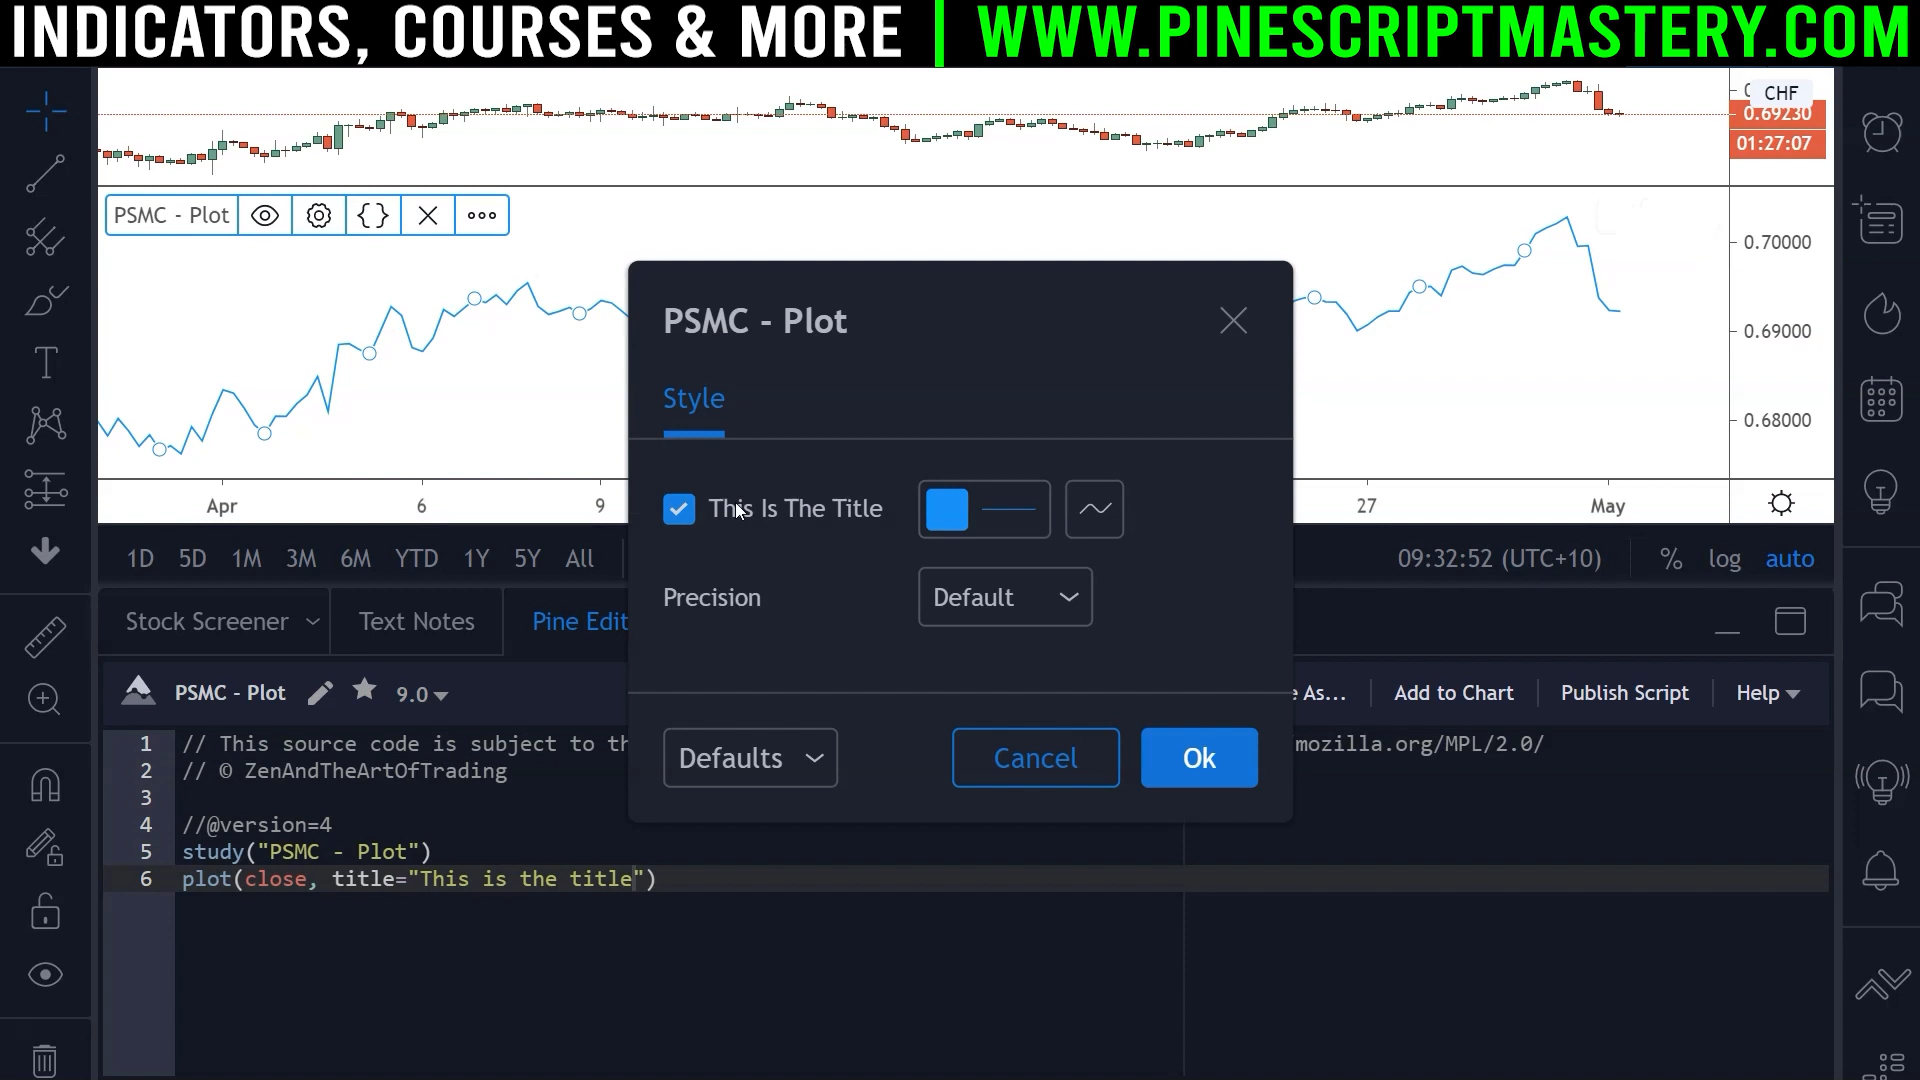 INDICATORS, COURSES & MORE | WWW.PINESCRIPTMASTERY.COM
CHF
0.69230
01:27:07
PSMC - Plot
0.70000
0.69000
0.68000
PSMC - Plot
Style
This Is The Title
Precision
Default
Defaults
Cancel
Ok
Apr
6
9
27
May
1D 5D 1M 3M 6M YTD 1Y 5Y All
09:32:52 (UTC+10)
% log auto
Stock Screener
Text Notes
Pine Edit
PSMC - Plot
9.0
As...
Add to Chart
Publish Script
Help
1 // This source code is subject to th
mozilla.org/MPL/2.0/
2 // © ZenAndTheArtOfTrading
3
4 //@version=4
5 study("PSMC - Plot")
6 plot(close, title="This is the title")